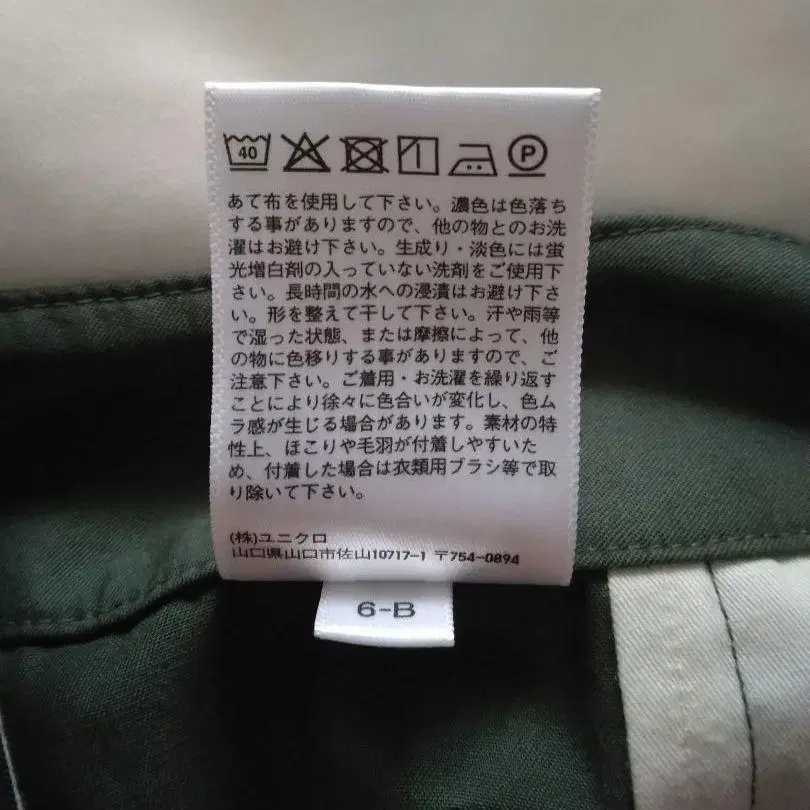 40 P
あて布を使用して下さい。濃色は色落ち
する事がありますので、他の物とのお洗
濯はお避け下さい。生成り・淡色には蛍
光増白剤の入っていない洗剤をご使用下
さい。長時間の水への浸漬はお避け下さ
い。形を整えて干して下さい。汗や雨等
で湿った状態、または摩擦によって、他
の物に色移りする事がありますので、ご
注意下さい。ご着用・お洗濯を繰り返す
ことにより徐々に色合いが変化し、色ム
ラ感が生じる場合があります。素材の特
性上、ほこりや毛羽が付着しやすいた
め、付着した場合は衣類用ブラシ等で取
り除いて下さい。
(株)ユニクロ
山口県山口市佐山10717-1 〒754-0894
6-B